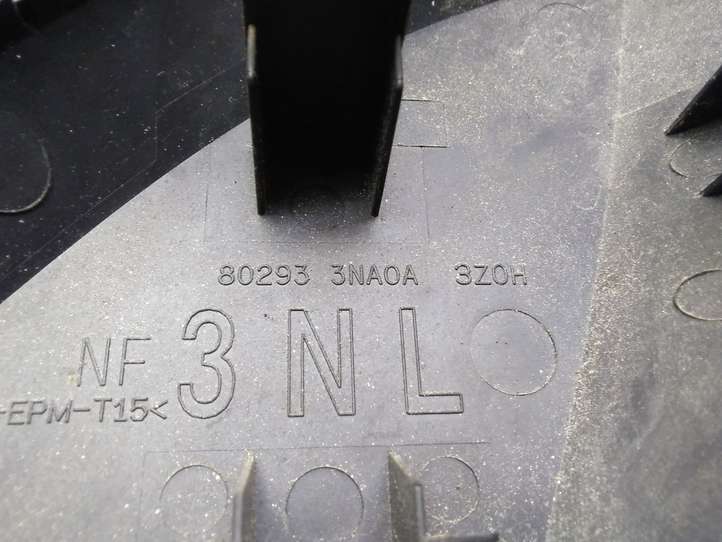 80293 3NA0A 3Z0H
NF 3 N L
-EPM-T15<